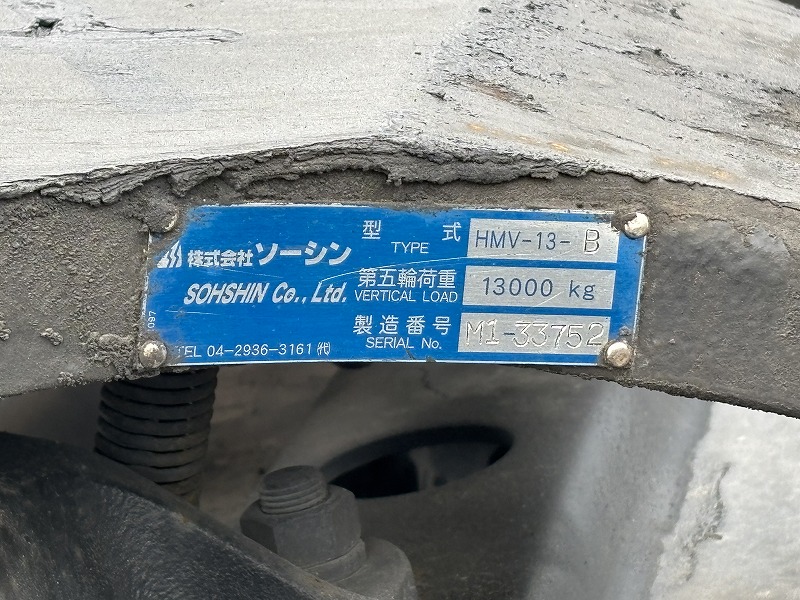 株式会社ソーシン
SOHSHIN Co., Ltd.
TEL 04-2936-3161 ㈹
097
型 式
TYPE
HMV-13-B
第五輪荷重
VERTICAL LOAD
13000 kg
製造番号
SERIAL No.
M1-33752